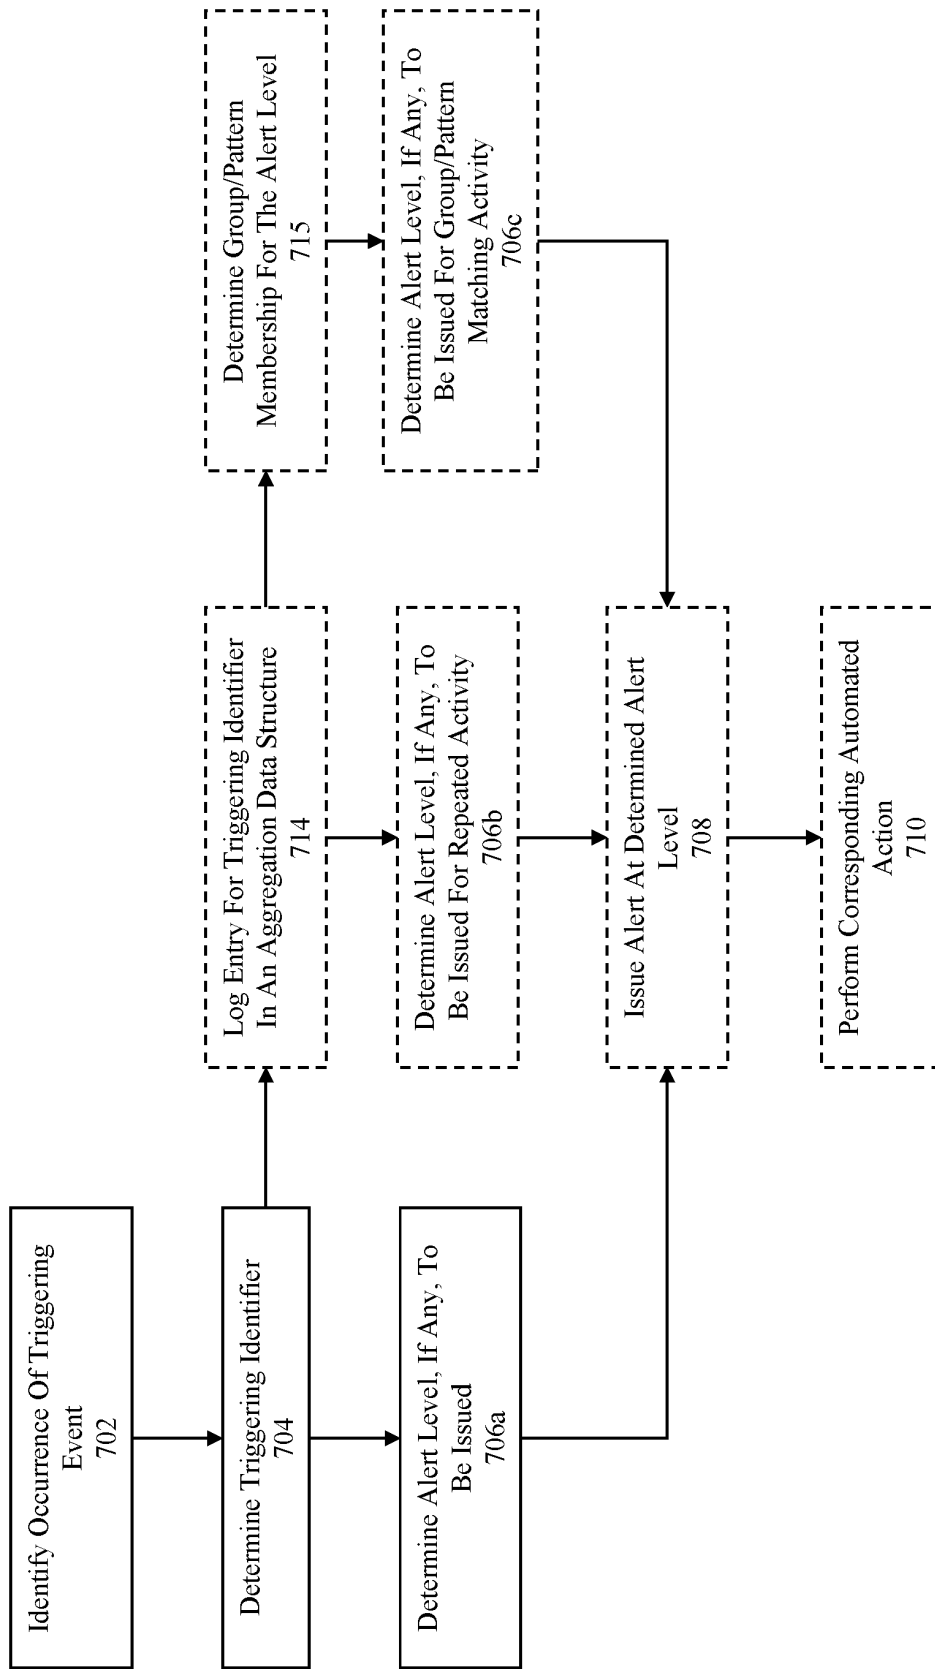 Identify Occurrence Of Triggering
Event
702
Determine Triggering Identifier
704
Determine Alert Level, If Any, To
Be Issued
706a
Log Entry For Triggering Identifier
In An Aggregation Data Structure
714
Determine Alert Level, If Any, To
Be Issued For Repeated Activity
706b
Issue Alert At Determined Alert
Level
708
Perform Corresponding Automated
Action
710
Determine Group/Pattern
Membership For The Alert Level
715
Determine Alert Level, If Any, To
Be Issued For Group/Pattern
Matching Activity
706c